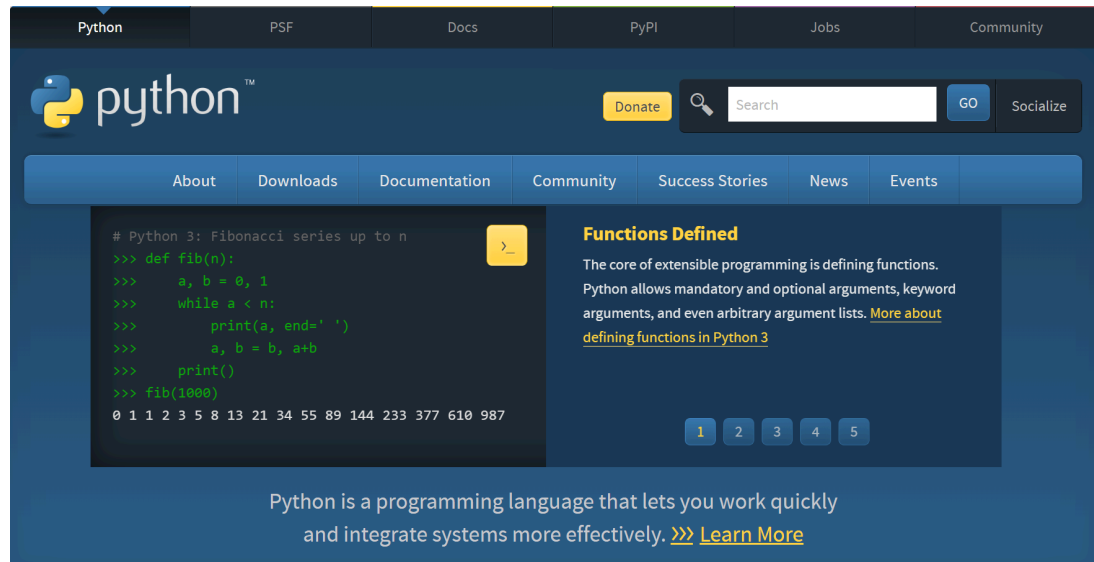 Python PSF Docs PyPI Jobs Community
python™
Donate Search GO Socialize
About Downloads Documentation Community Success Stories News Events
# Python 3: Fibonacci series up to n
>>> def fib(n):
>>>     a, b = 0, 1
>>>     while a < n:
>>>         print(a, end=' ')
>>>         a, b = b, a+b
>>>     print()
>>> fib(1000)
0 1 1 2 3 5 8 13 21 34 55 89 144 233 377 610 987
>_
Functions Defined
The core of extensible programming is defining functions.
Python allows mandatory and optional arguments, keyword
arguments, and even arbitrary argument lists. More about
defining functions in Python 3
1 2 3 4 5
Python is a programming language that lets you work quickly
and integrate systems more effectively. >>> Learn More